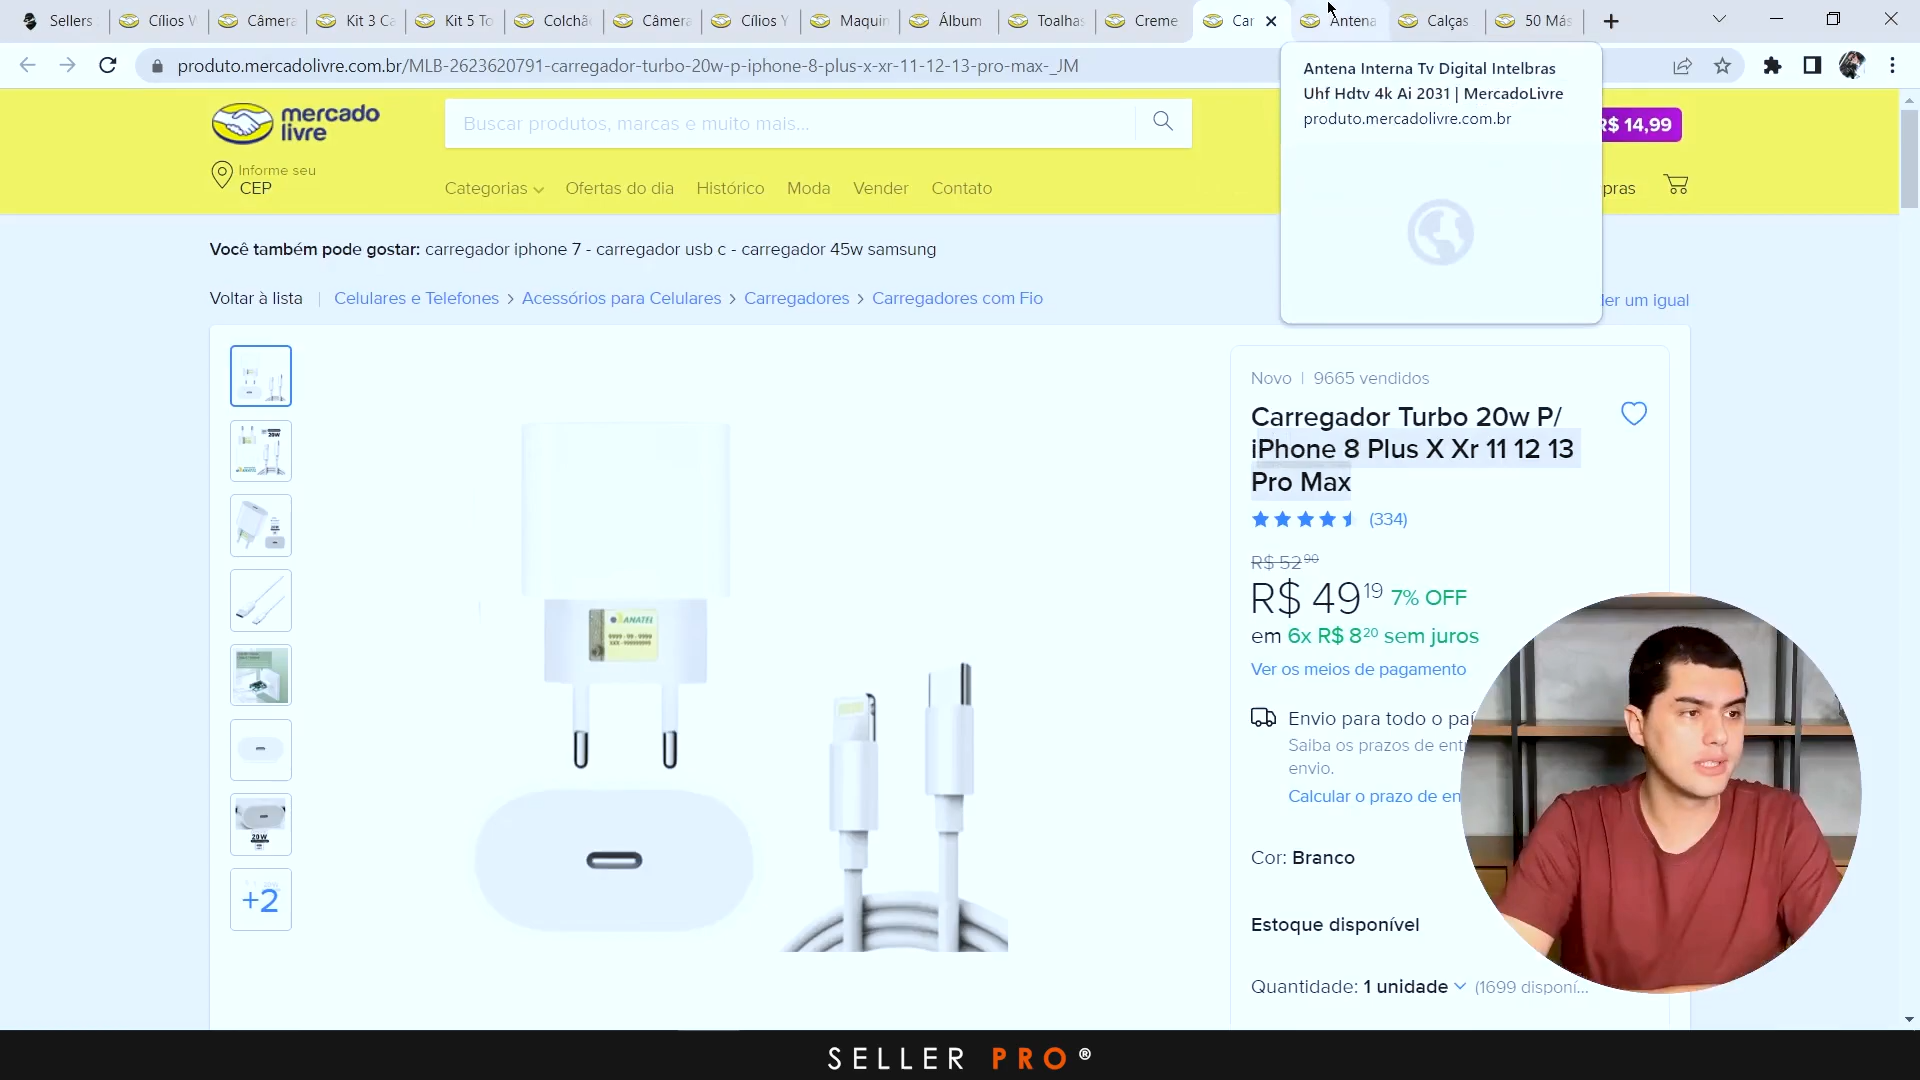 Sellers
Cílios
Câmera
Kit 3 Ca
Kit 5 To
Colchã
Câmera
Cílios
Maquin
Álbum
Toalhas
Creme
Car
Antena
Calças
50 Más
produto.mercadolivre.com.br/MLB-2623620791-carregador-turbo-20w-p-iphone-8-plus-x-xr-11-12-13-pro-max-_JM
Antena Interna Tv Digital Intelbras
Uhf Hdtv 4k Ai 2031 | MercadoLivre
produto.mercadolivre.com.br
mercado
livre
Buscar produtos, marcas e muito mais...
R$ 14,99
Informe seu
CEP
Categorias
Ofertas do dia
Histórico
Moda
Vender
Contato
pras
Você também pode gostar: carregador iphone 7 - carregador usb c - carregador 45w samsung
Voltar à lista
Celulares e Telefones > Acessórios para Celulares > Carregadores > Carregadores com Fio
er um igual
Novo | 9665 vendidos
Carregador Turbo 20w P/
iPhone 8 Plus X Xr 11 12 13
Pro Max
(334)
R$ 52 90
R$ 49 19 7% OFF
em 6x R$ 8 20 sem juros
Ver os meios de pagamento
Envio para todo o paí
Saiba os prazos de entr
envio.
Calcular o prazo de en
Cor: Branco
Estoque disponível
Quantidade: 1 unidade (1699 disponí...
ANATEL
20W
+2
SELLER PRO ®